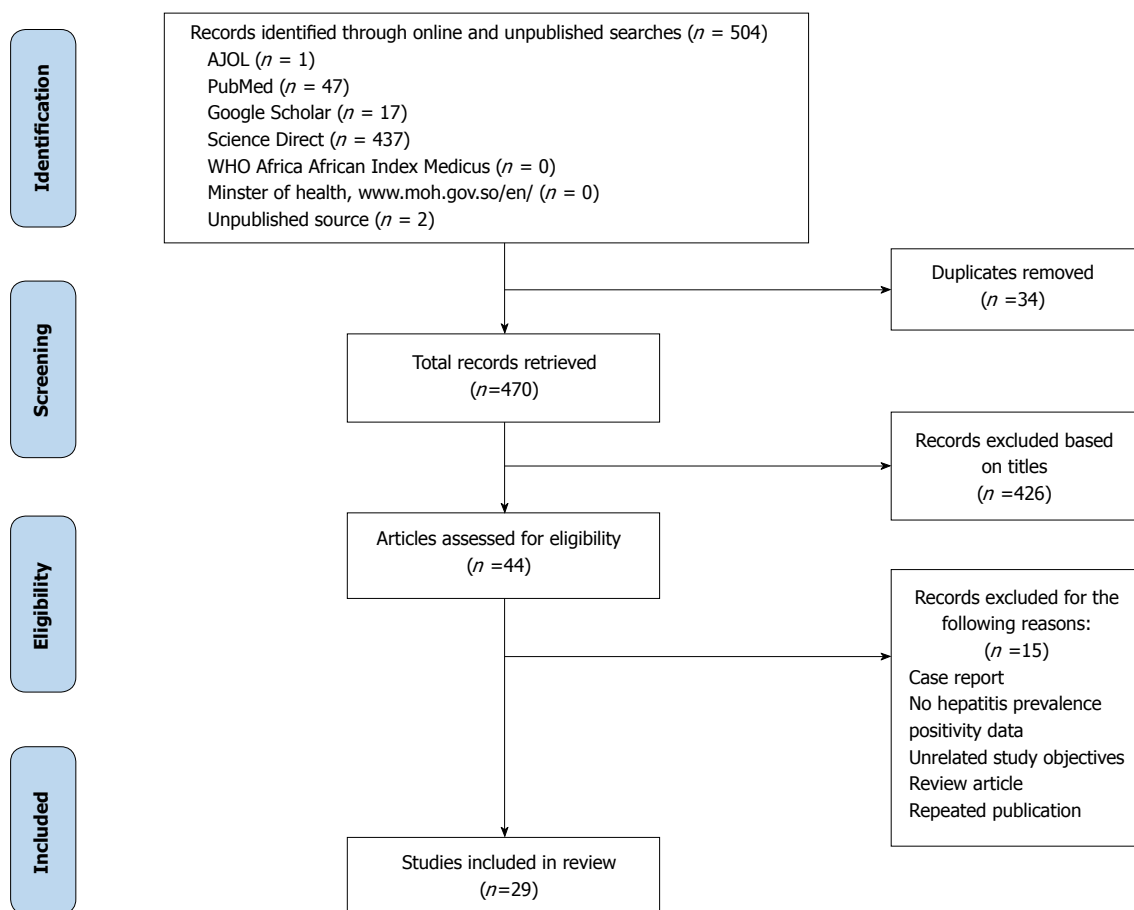 Identification
Records identified through online and unpublished searches (n = 504)
AJOL (n = 1)
PubMed (n = 47)
Google Scholar (n = 17)
Science Direct (n = 437)
WHO Africa African Index Medicus (n = 0)
Minster of health, www.moh.gov.so/en/ (n = 0)
Unpublished source (n = 2)
Duplicates removed
(n =34)
Screening
Total records retrieved
(n=470)
Records excluded based
on titles
(n =426)
Eligibility
Articles assessed for eligibility
(n =44)
Records excluded for the
following reasons:
(n =15)
Case report
No hepatitis prevalence
positivity data
Unrelated study objectives
Review article
Repeated publication
Included
Studies included in review
(n=29)